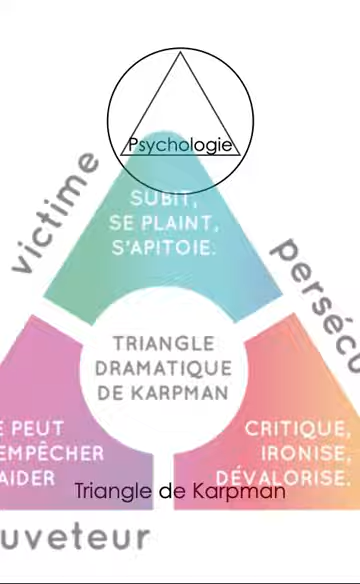 Psychologie
victime
SUBIT,
SE PLAINT,
S'APITOIE.
persécu
TRIANGLE
DRAMATIQUE
DE KARPMAN
E PEUT
EMPÊCHER
AIDER
CRITIQUE,
IRONISE,
DÉVALORISE.
Triangle de Karpman
uveteur